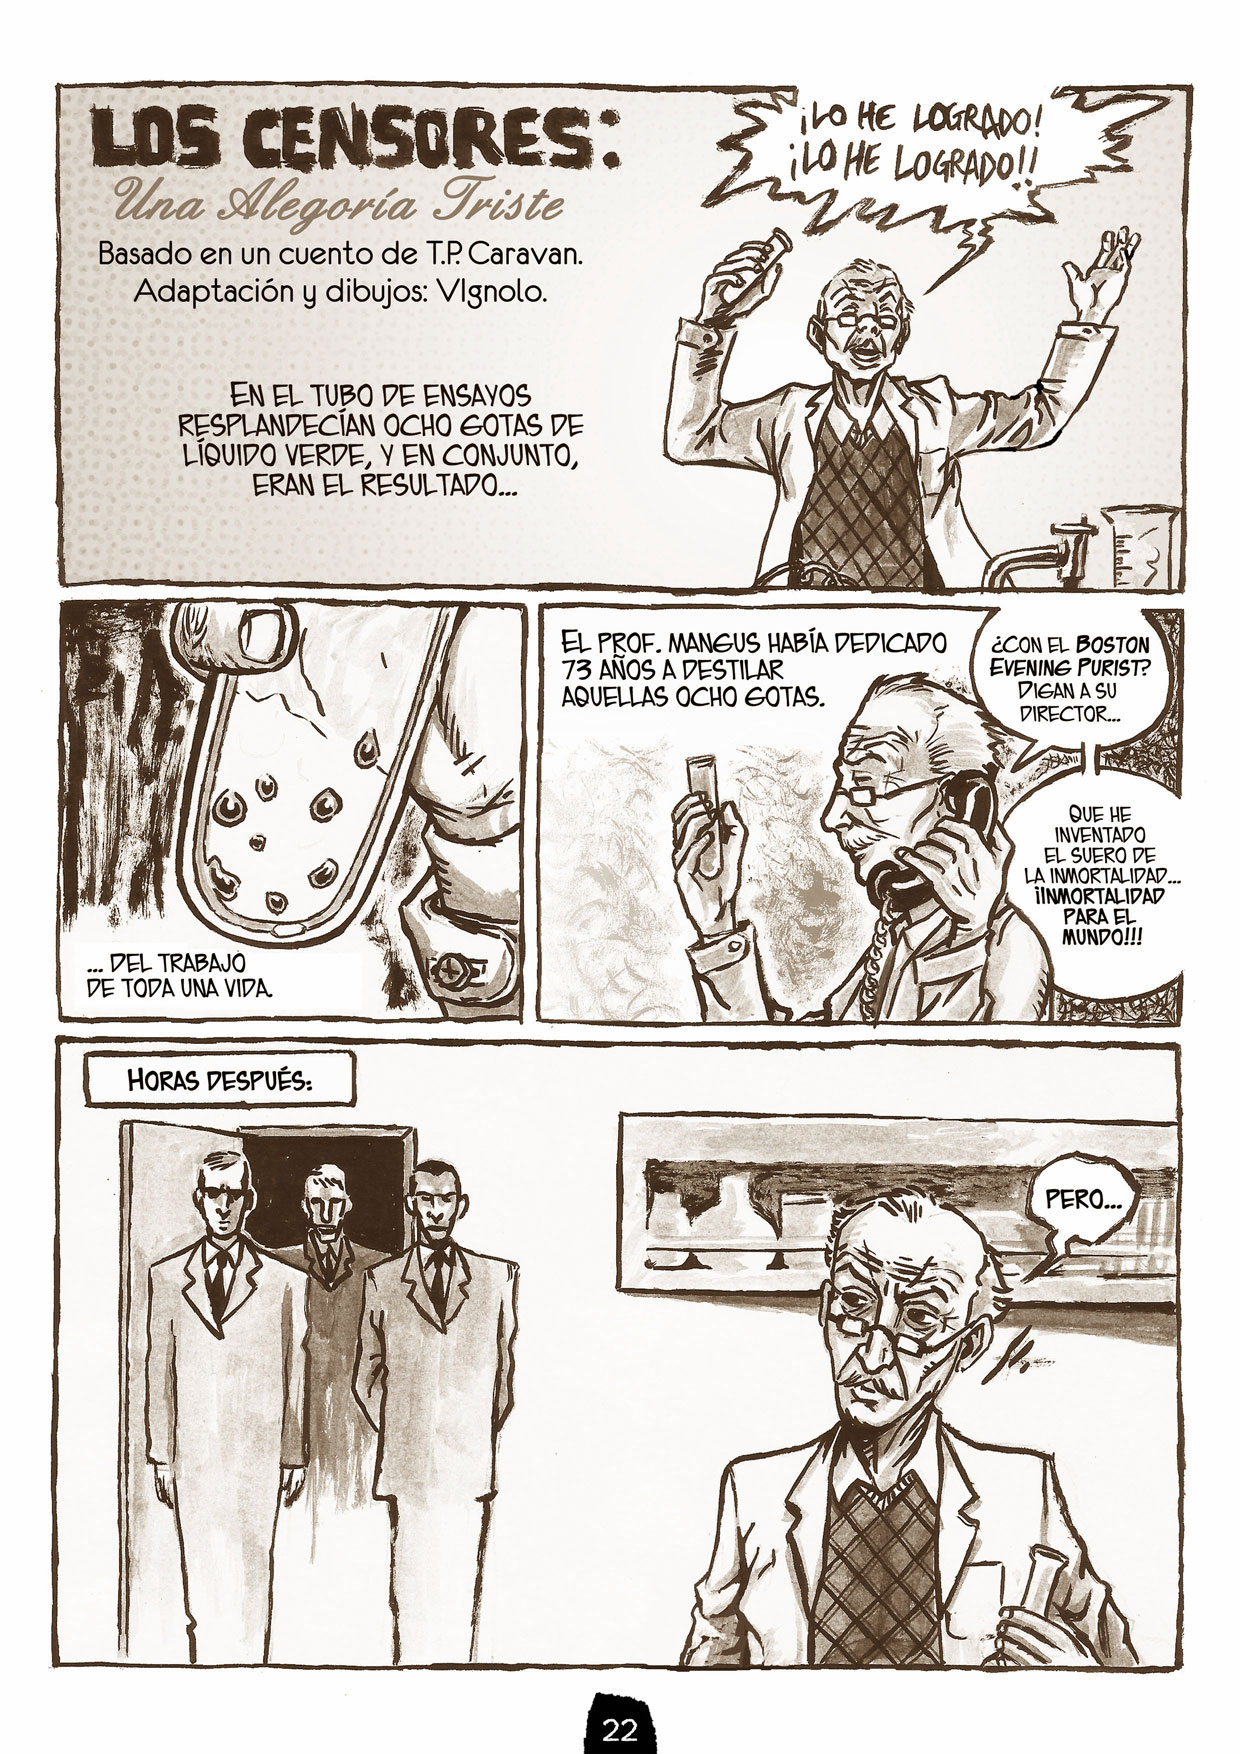 LOS CENSORES:
Una Alegoría Triste
Basado en un cuento de T.P. Caravan.
Adaptación y dibujos: VIgnolo.
¡LO HE LOGRADO!
¡LO HE LOGRADO!!
EN EL TUBO DE ENSAYOS
RESPLANDECÍAN OCHO GOTAS DE
LÍQUIDO VERDE, Y EN CONJUNTO,
ERAN EL RESULTADO...
... DEL TRABAJO
DE TODA UNA VIDA.
EL PROF. MANGUS HABÍA DEDICADO
73 AÑOS A DESTILAR
AQUELLAS OCHO GOTAS.
¿CON EL BOSTON
EVENING PURIST?
DIGAN A SU
DIRECTOR...
QUE HE
INVENTADO
EL SUERO DE
LA INMORTALIDAD...
¡INMORTALIDAD
PARA EL
MUNDO!!!
HORAS DESPUÉS:
PERO...
22